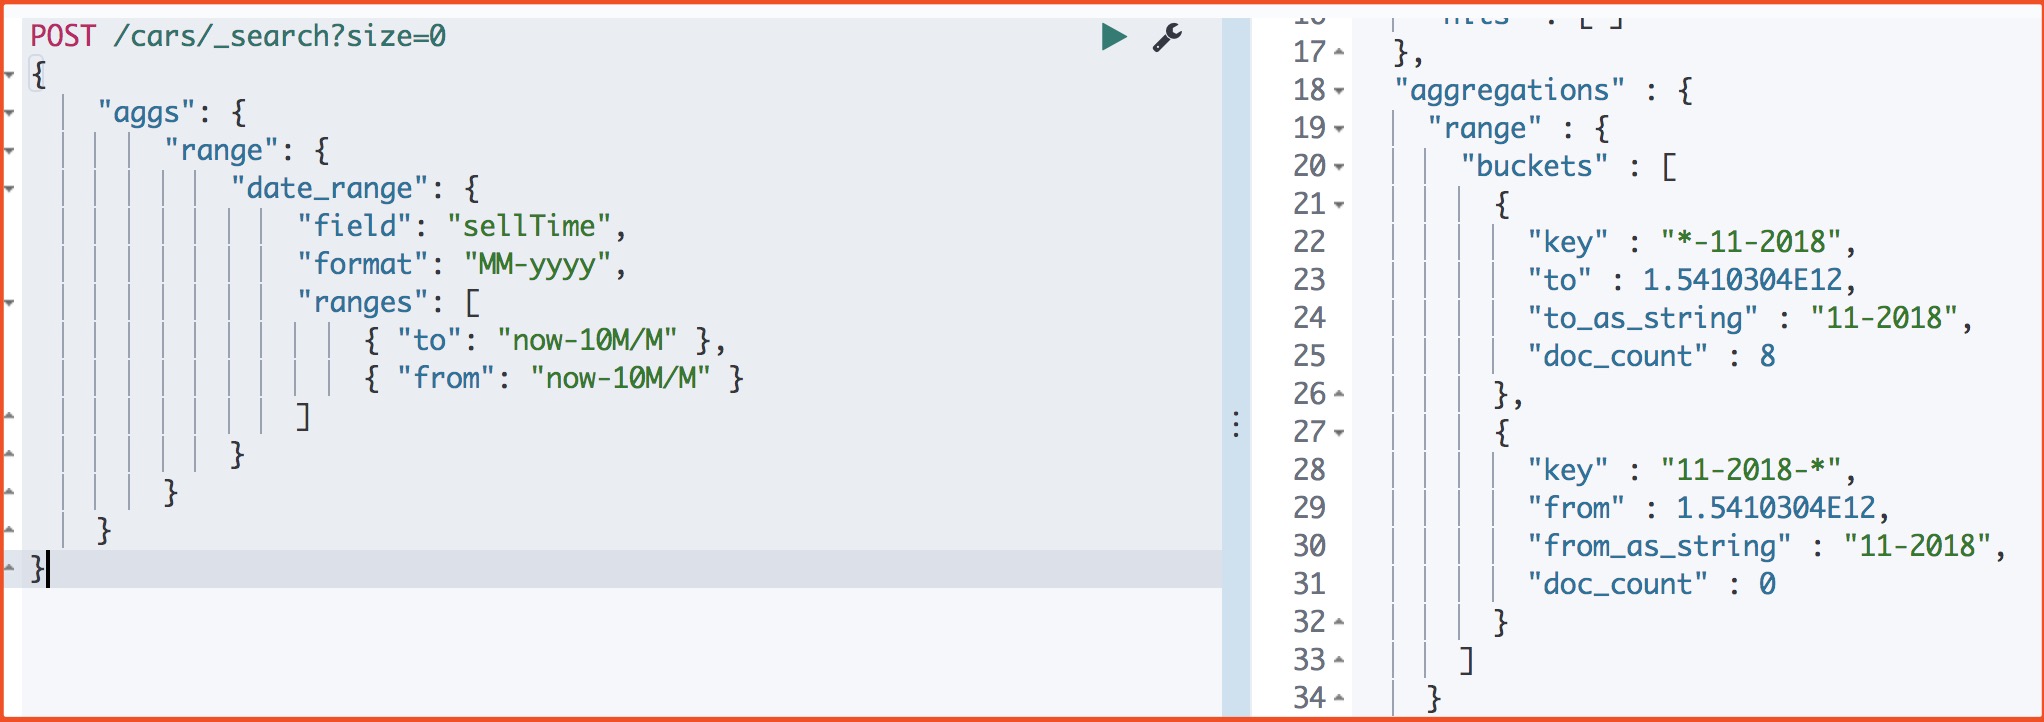 POST /cars/_search?size=0
{
"aggs": {
"range": {
"date_range": {
"field": "sellTime",
"format": "MM-yyyy",
"ranges": [
{ "to": "now-10M/M" },
{ "from": "now-10M/M" }
]
}
}
}
}
16 "hits" : [ ]
17 },
18 "aggregations" : {
19 "range" : {
20 "buckets" : [
21 {
22 "key" : "*-11-2018",
23 "to" : 1.5410304E12,
24 "to_as_string" : "11-2018",
25 "doc_count" : 8
26 },
27 {
28 "key" : "11-2018-*",
29 "from" : 1.5410304E12,
30 "from_as_string" : "11-2018",
31 "doc_count" : 0
32 }
33 ]
34 }